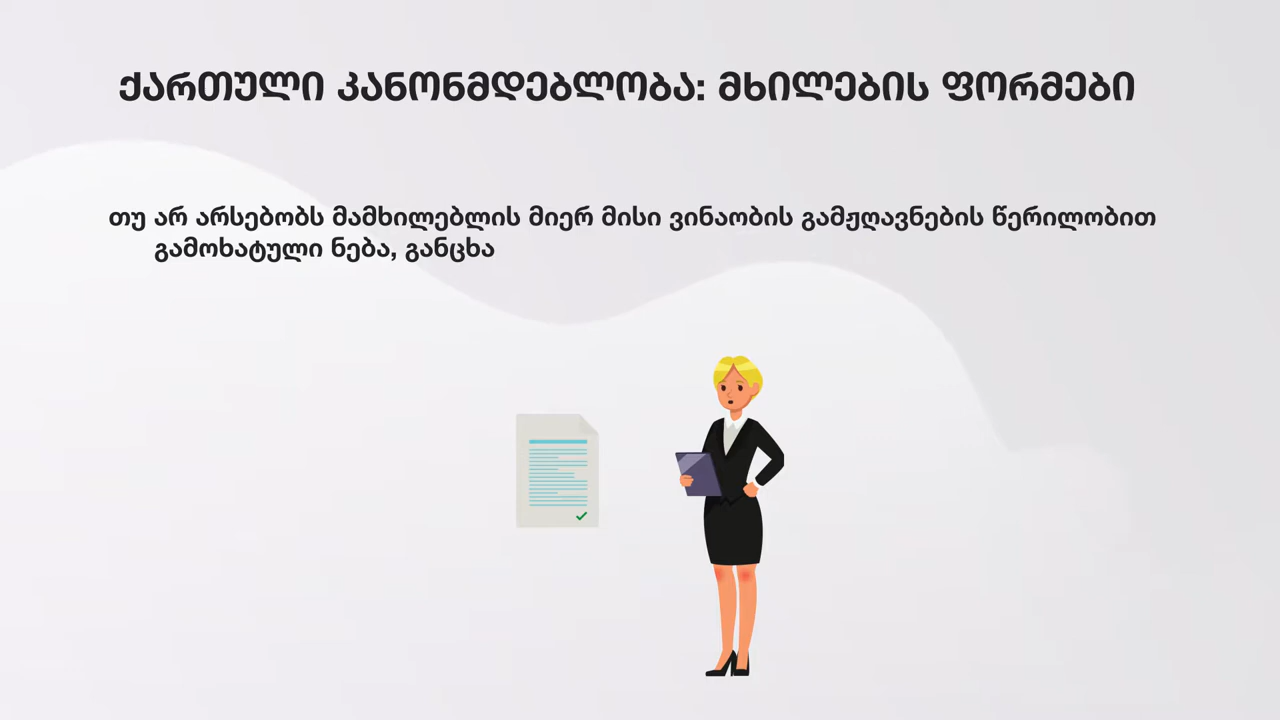 ქართული კანონმდებლობა: მხილების ფორმები
თუ არ არსებობს მამხილებლის მიერ მისი ვინაობის გამჟღავნების წერილობით
გამოხატული ნება, განცხა